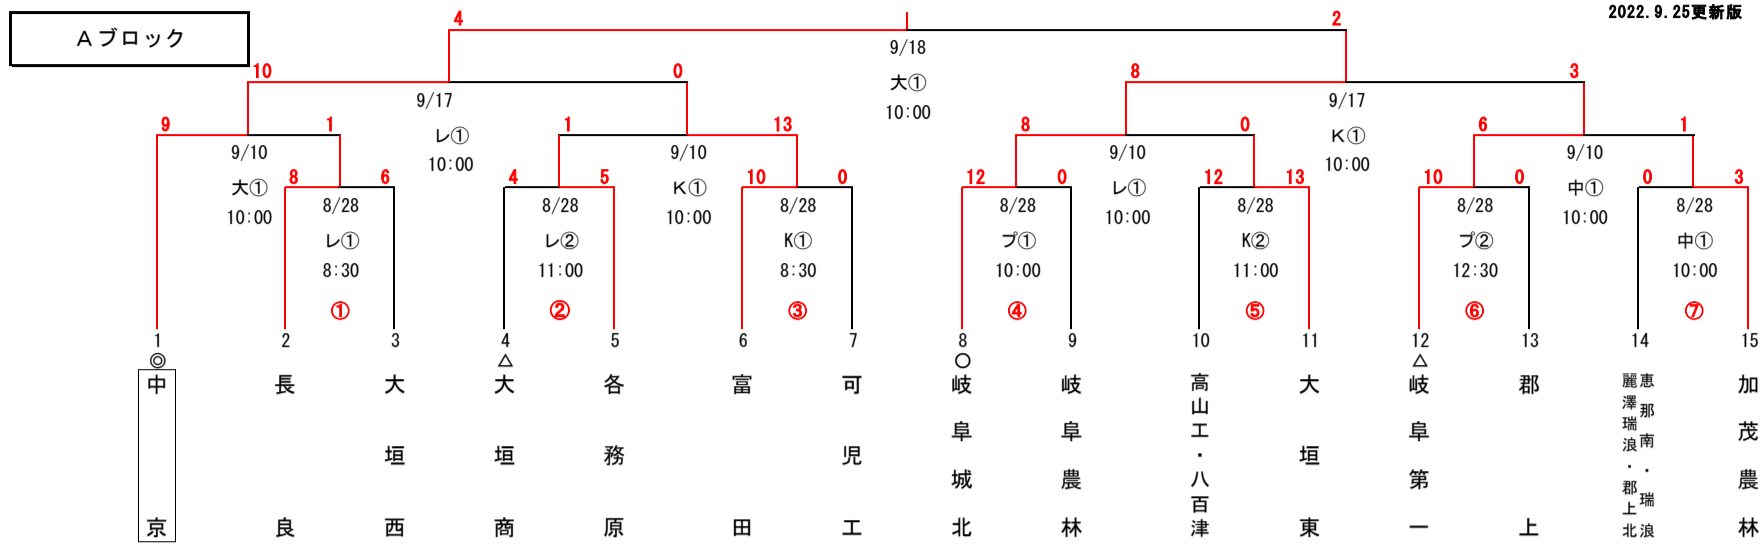 2022.9.25更新版
Aブロック
4 2
9/18
大①
10:00
10 0 8 3
9/17 9/17
レ① K①
10:00 10:00
9 1 1 13 8 0 6 1
9/10 9/10 9/10 9/10
大① K① レ① 中①
10:00 10:00 10:00 10:00
8 6 4 5 10 0 12 0 12 13 10 0 0 3
8/28 8/28 8/28 8/28 8/28 8/28 8/28
レ① レ② K① プ① K② プ② 中①
8:30 11:00 8:30 10:00 11:00 12:30 10:00
① ② ③ ④ ⑤ ⑥ ⑦
1 2 3 4 5 6 7 8 9 10 11 12 13 14 15
◎ △ ○ △
中京
長良
大垣西
大垣商
各務原
富田
可児工
岐阜城北
岐阜農林
高山工・八百津
大垣東
岐阜第一
郡上
恵那南・瑞浪
麗澤瑞浪・郡上北
加茂農林